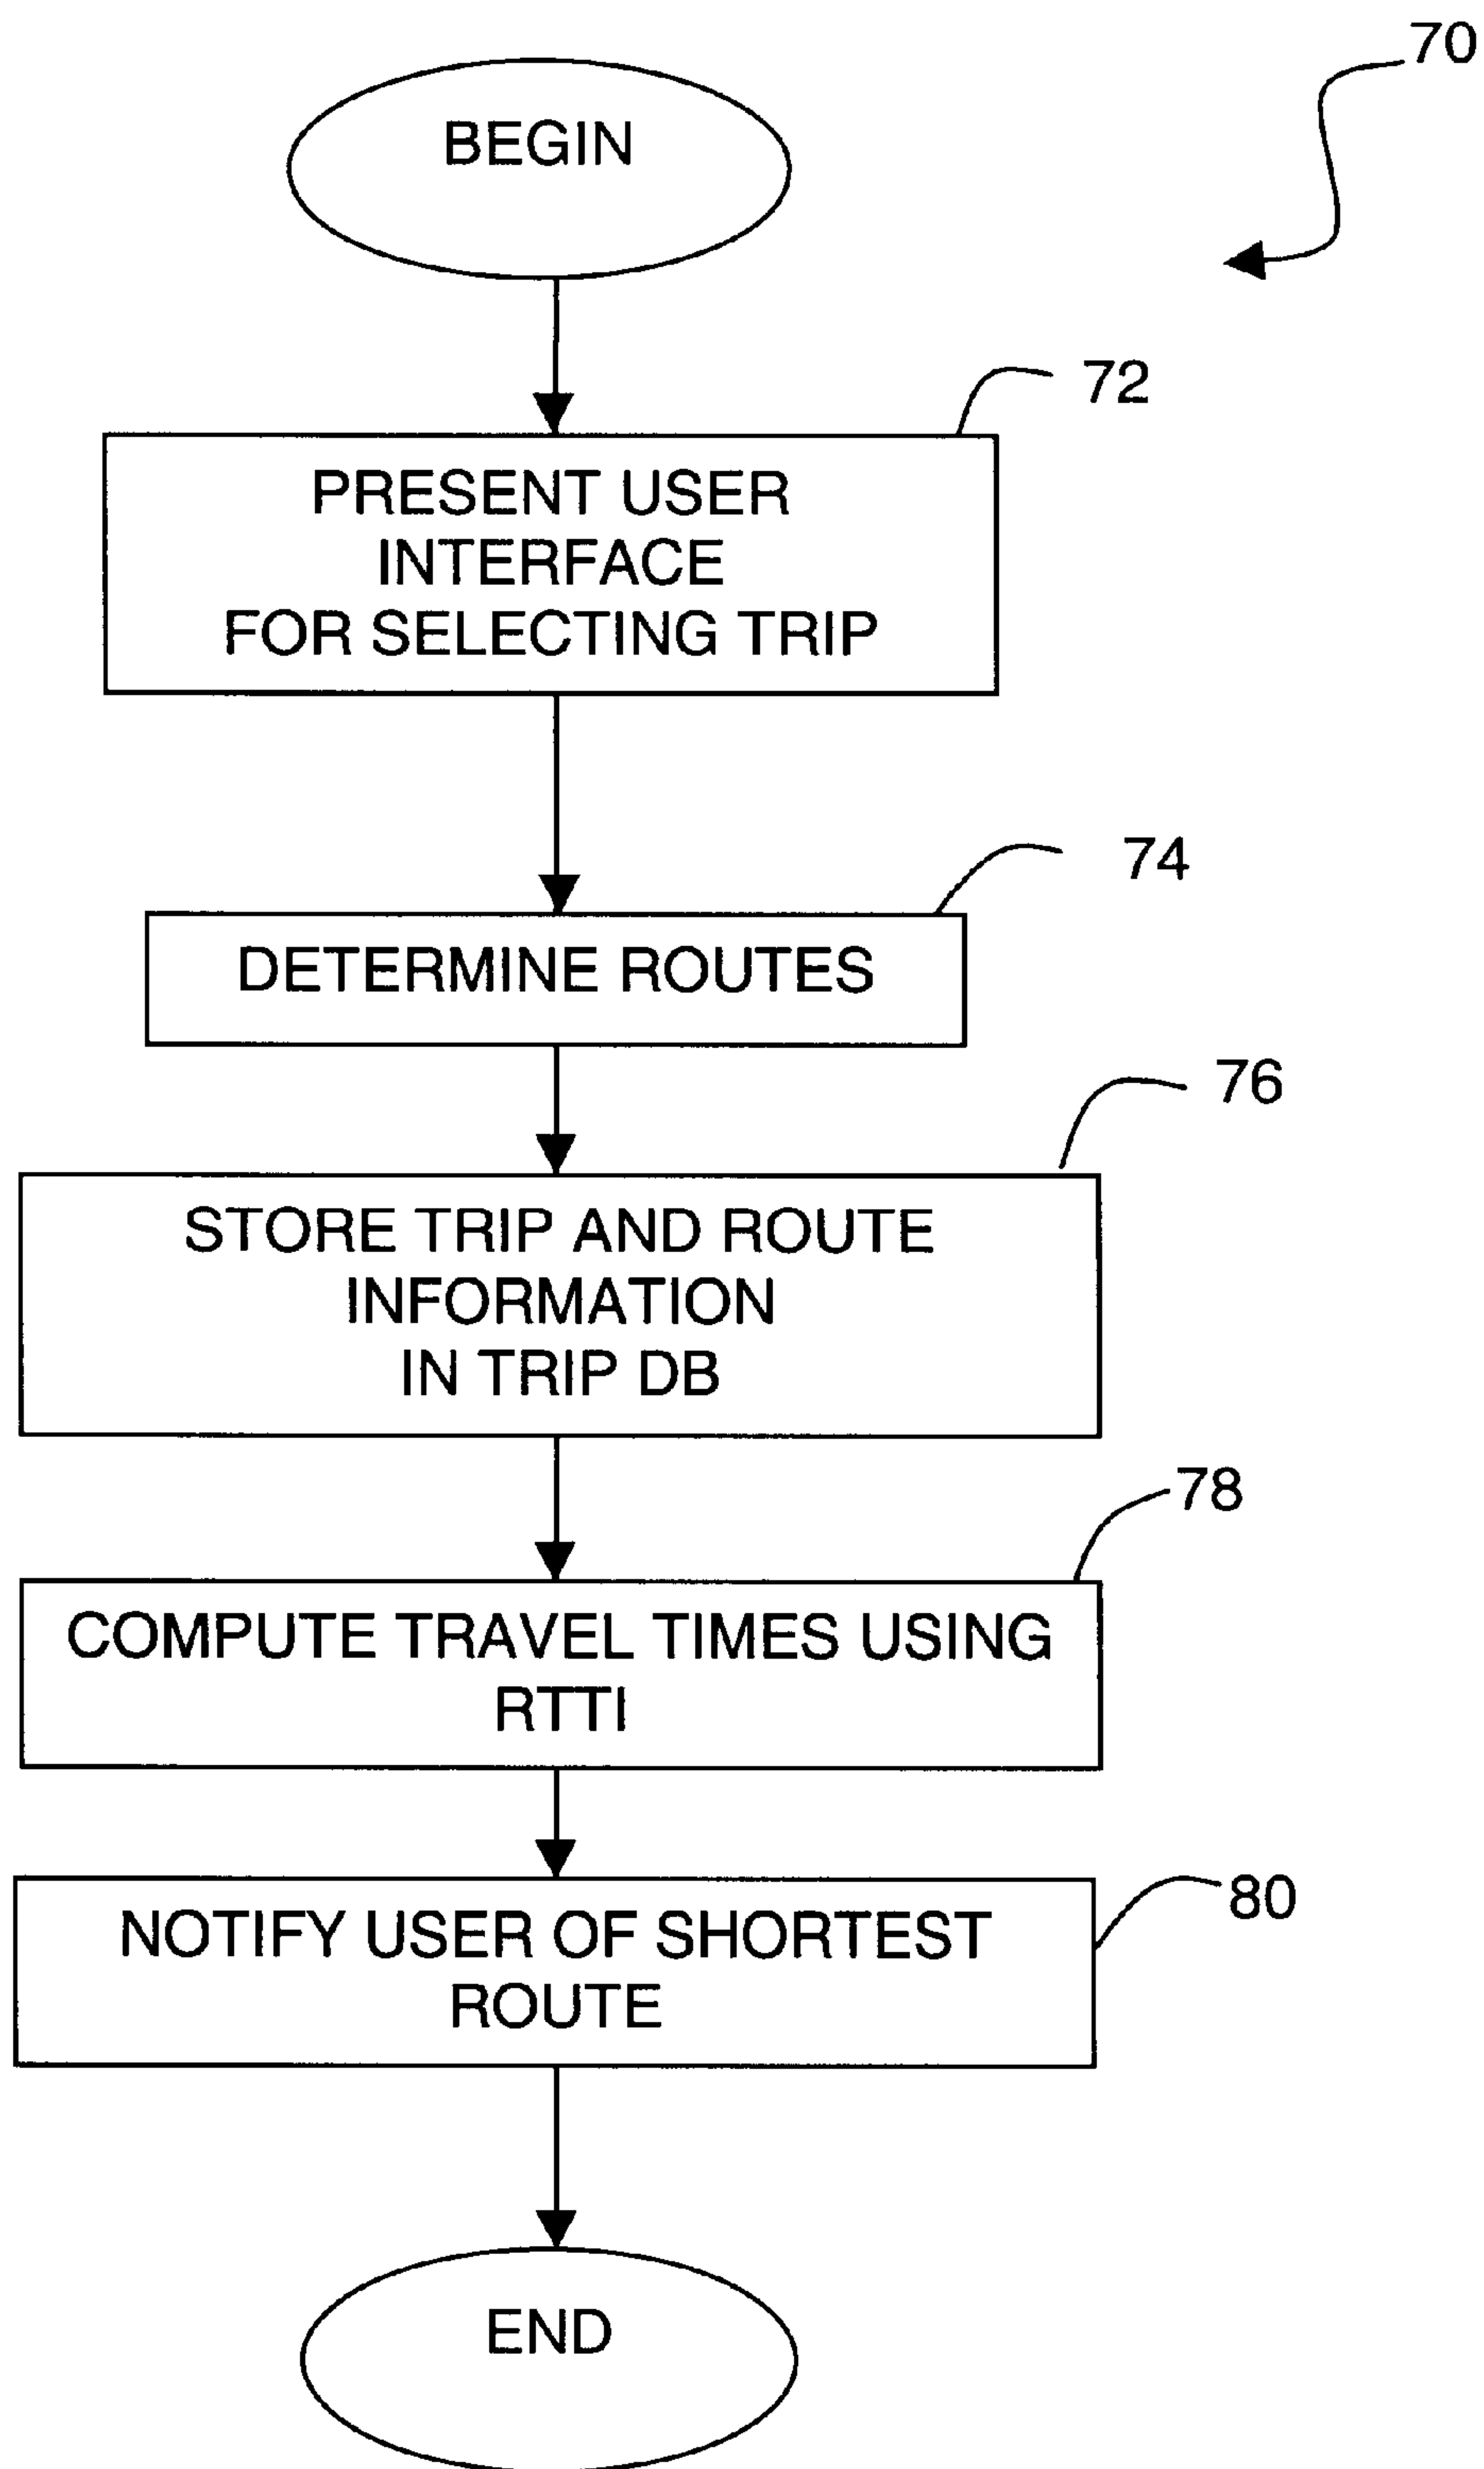 70
BEGIN
72
PRESENT USER
INTERFACE
FOR SELECTING TRIP
74
DETERMINE ROUTES
76
STORE TRIP AND ROUTE
INFORMATION
IN TRIP DB
78
COMPUTE TRAVEL TIMES USING
RTTI
80
NOTIFY USER OF SHORTEST
ROUTE
END